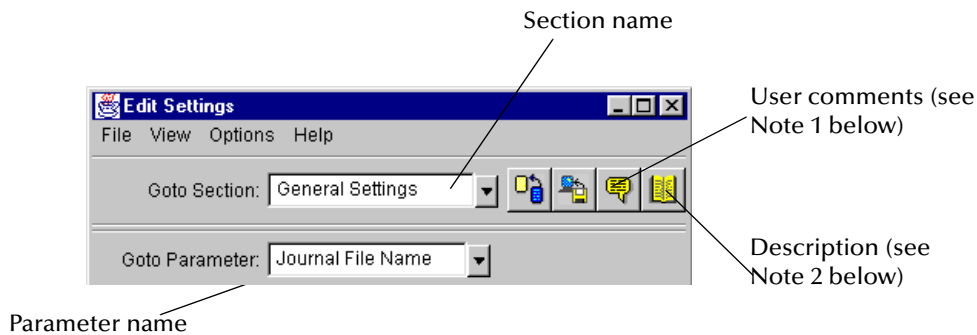 Section name
Edit Settings
User comments (see
Note 1 below)
File View Options Help
Goto Section: General Settings
Goto Parameter: Journal File Name
Description (see
Note 2 below)
Parameter name